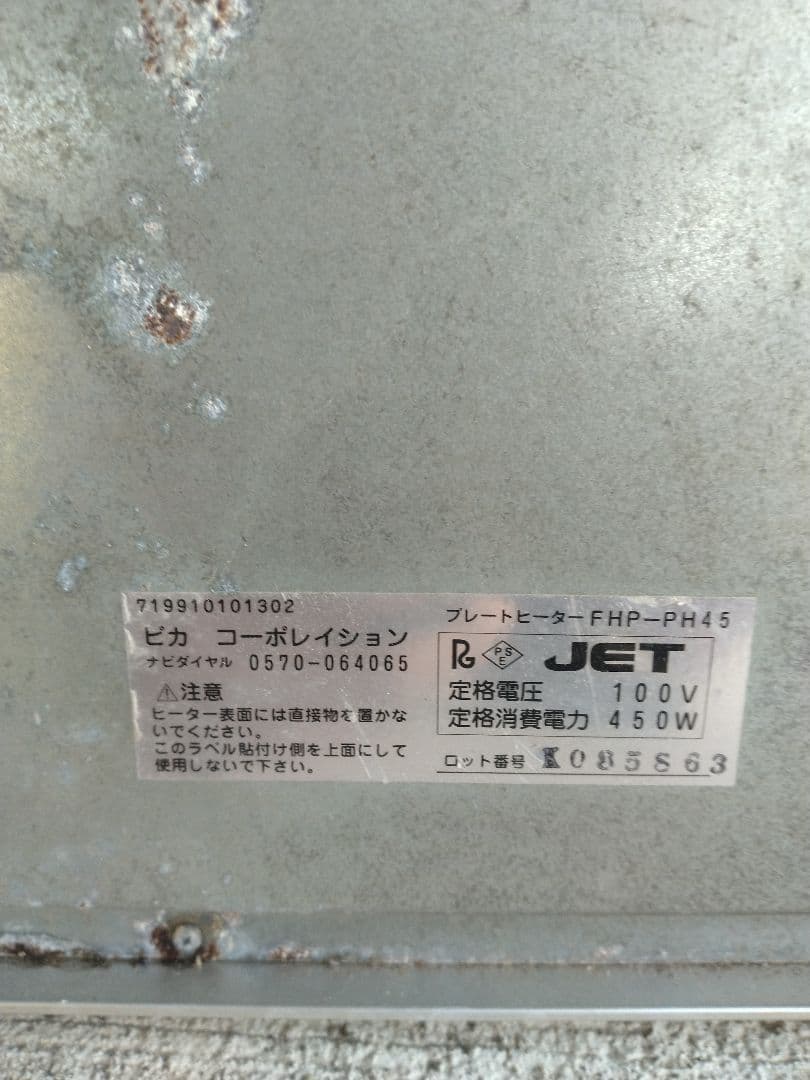 719910101302
プレートヒーターFHP-PH45
ピカ コーポレイション
ナビダイヤル 0570-064065
⚠注意
ヒーター表面には直接物を置かな
いでください。
このラベル貼付け側を上面にして
使用しないで下さい。
PS
E
JET
定格電圧 100V
定格消費電力 450W
ロット番号 K085863